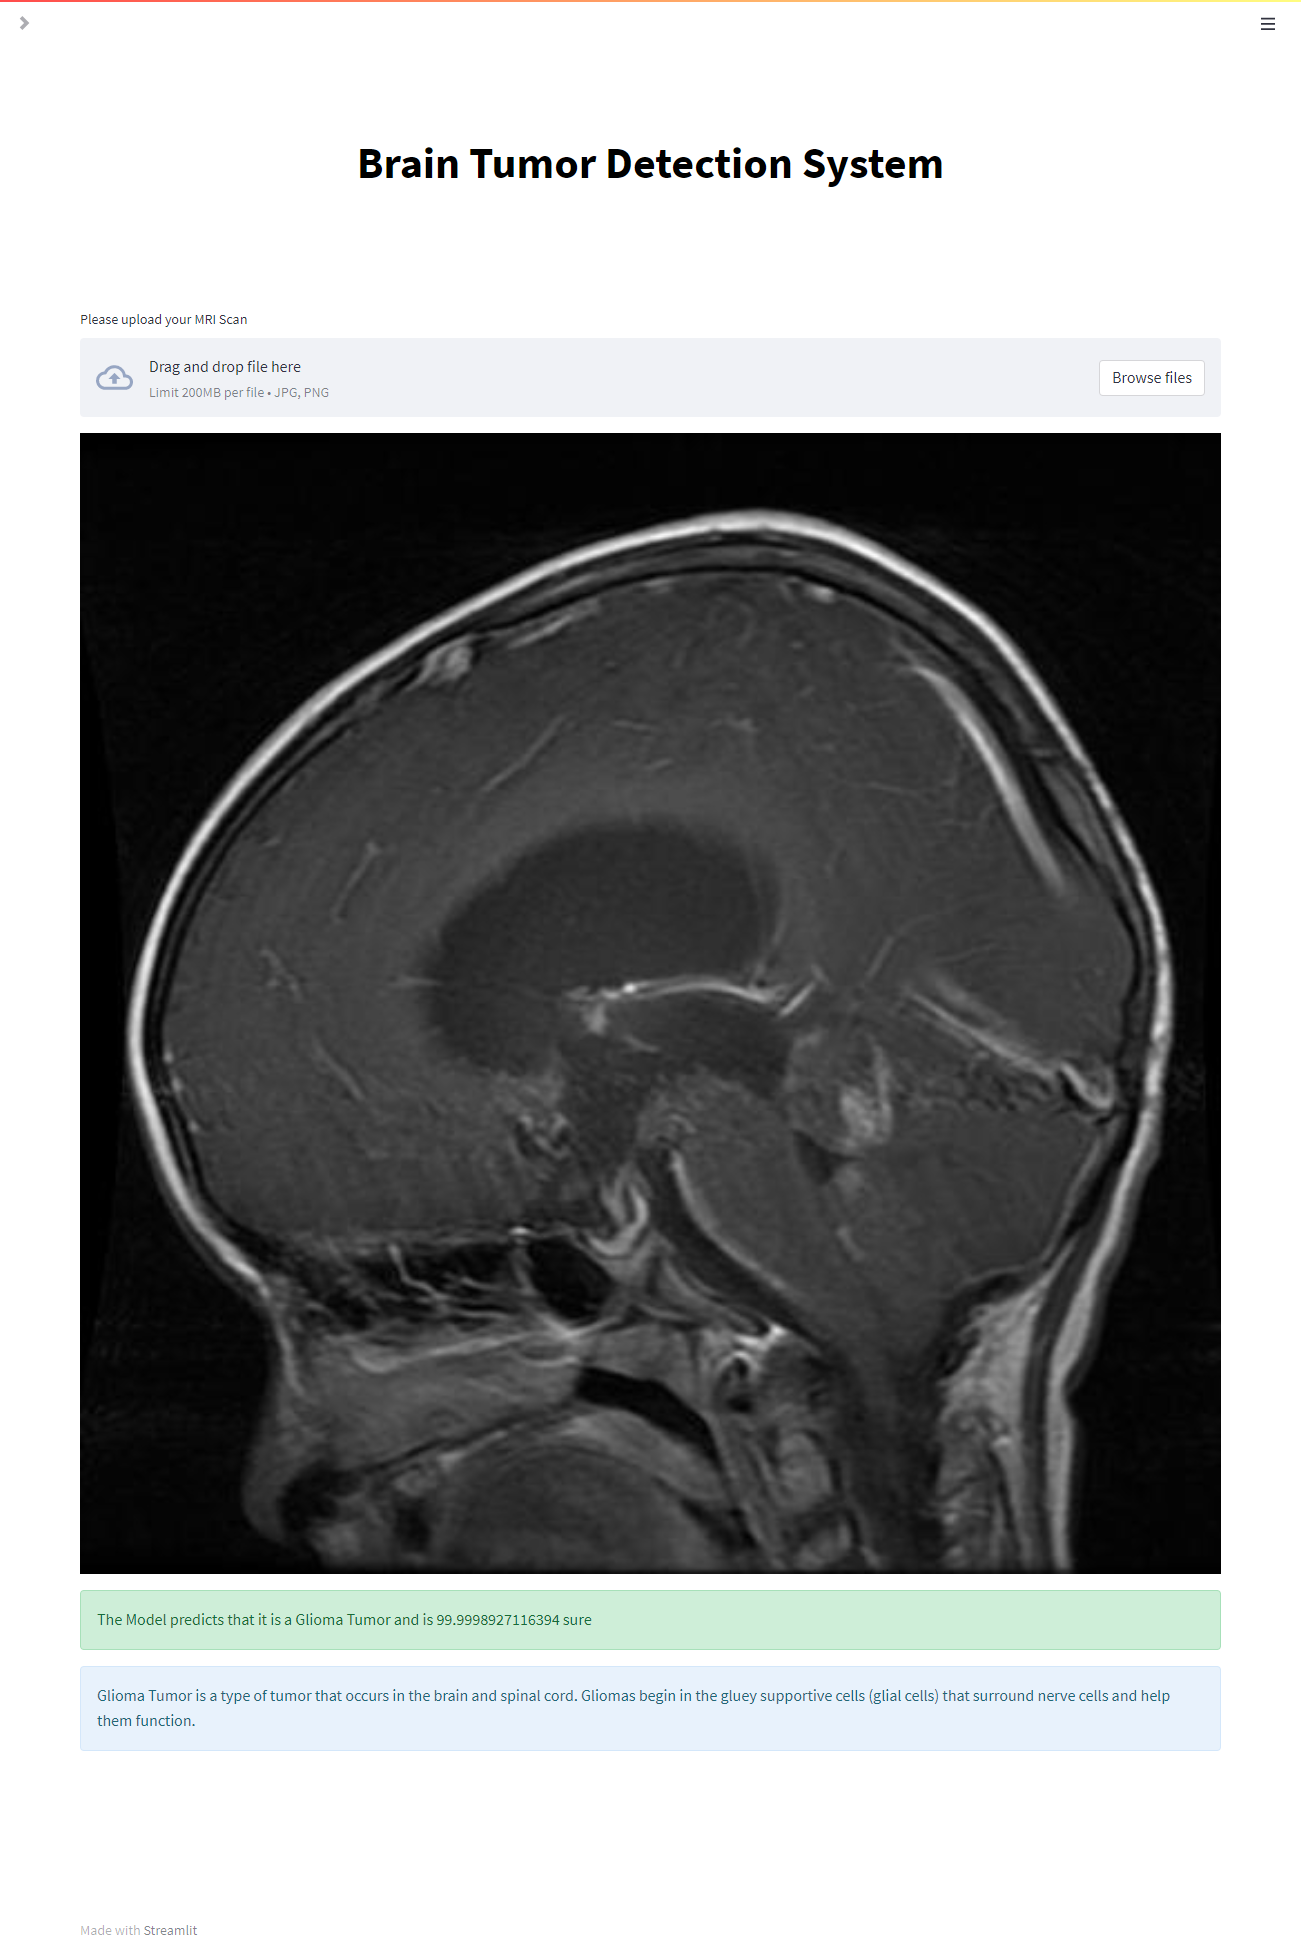 Brain Tumor Detection System
Please upload your MRI Scan
Drag and drop file here
Limit 200MB per file • JPG, PNG
Browse files
The Model predicts that it is a Glioma Tumor and is 99.9998927116394 sure
Glioma Tumor is a type of tumor that occurs in the brain and spinal cord. Gliomas begin in the gluey supportive cells (glial cells) that surround nerve cells and help
them function.
Made with Streamlit